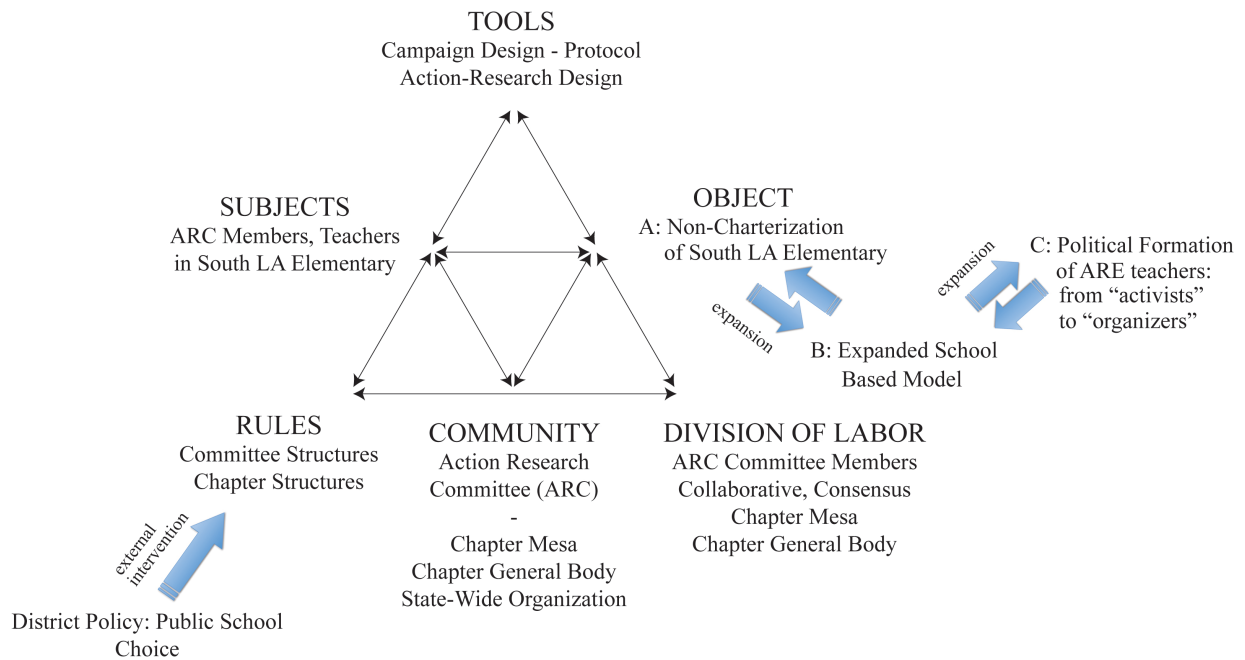 TOOLS
Campaign Design - Protocol
Action-Research Design
SUBJECTS
ARC Members, Teachers
in South LA Elementary
OBJECT
A: Non-Charterization
of South LA Elementary
expansion
B: Expanded School
Based Model
expansion
C: Political Formation
of ARE teachers:
from “activists”
to “organizers”
RULES
Committee Structures
Chapter Structures
external
intervention
District Policy: Public School
Choice
COMMUNITY
Action Research
Committee (ARC)
-
Chapter Mesa
Chapter General Body
State-Wide Organization
DIVISION OF LABOR
ARC Committee Members
Collaborative, Consensus
Chapter Mesa
Chapter General Body